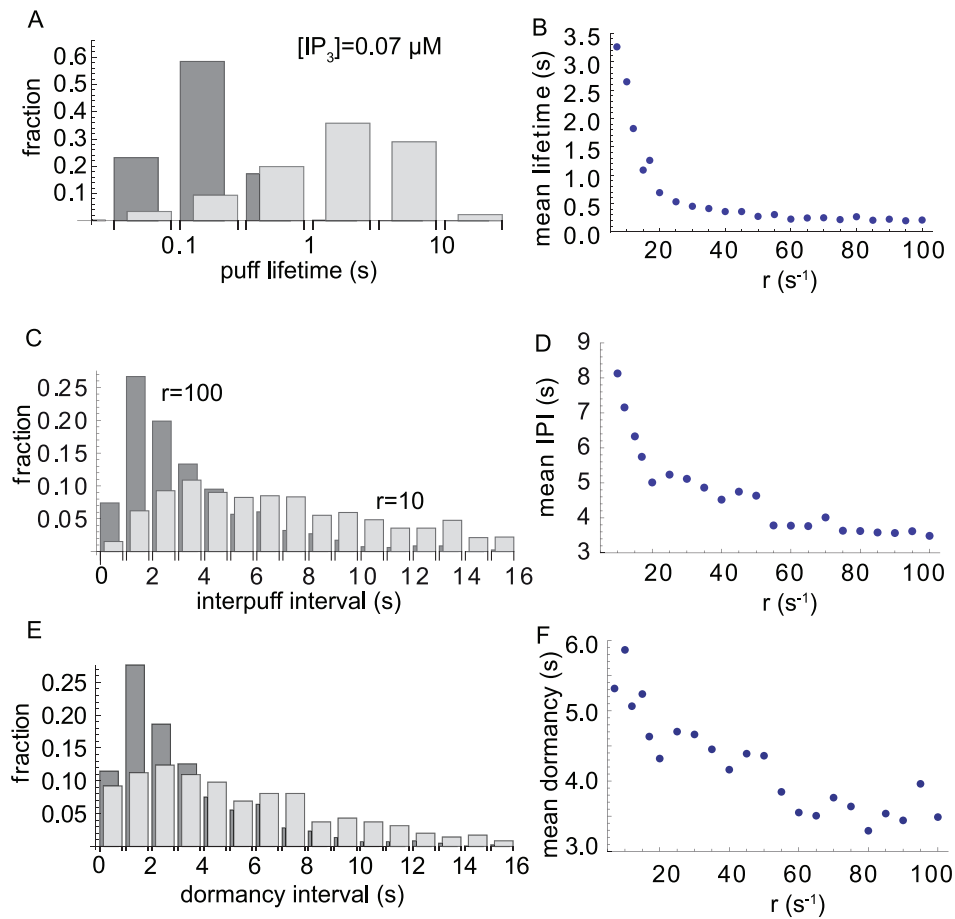 A
[IP₃]=0.07 µM
fraction
0.6
0.5
0.4
0.3
0.2
0.1
0.1 1 10
puff lifetime (s)
B
mean lifetime (s)
3.5
3.0
2.5
2.0
1.5
1.0
0.5
0.0
20 40 60 80 100
r (s⁻¹)
C
r=100
r=10
fraction
0.25
0.20
0.15
0.10
0.05
0 2 4 6 8 10 12 14 16
interpuff interval (s)
D
mean IPI (s)
9
8
7
6
5
4
3
20 40 60 80 100
r (s⁻¹)
E
fraction
0.25
0.20
0.15
0.10
0.05
0 2 4 6 8 10 12 14 16
dormancy interval (s)
F
mean dormancy (s)
6.0
5.0
4.0
3.0
20 40 60 80 100
r (s⁻¹)